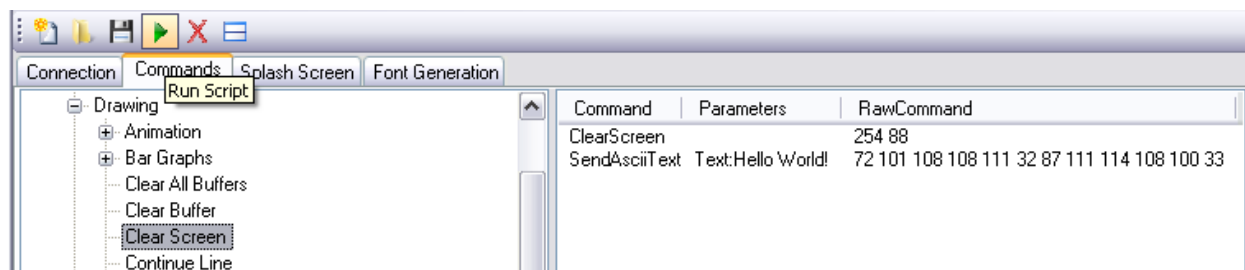 Connection Commands Splash Screen Font Generation
Run Script
Drawing
Animation
Bar Graphs
Clear All Buffers
Clear Buffer
Clear Screen
Continue Line
Command Parameters RawCommand
ClearScreen 254 88
SendAsciiText Text:Hello World! 72 101 108 108 111 32 87 111 114 108 100 33